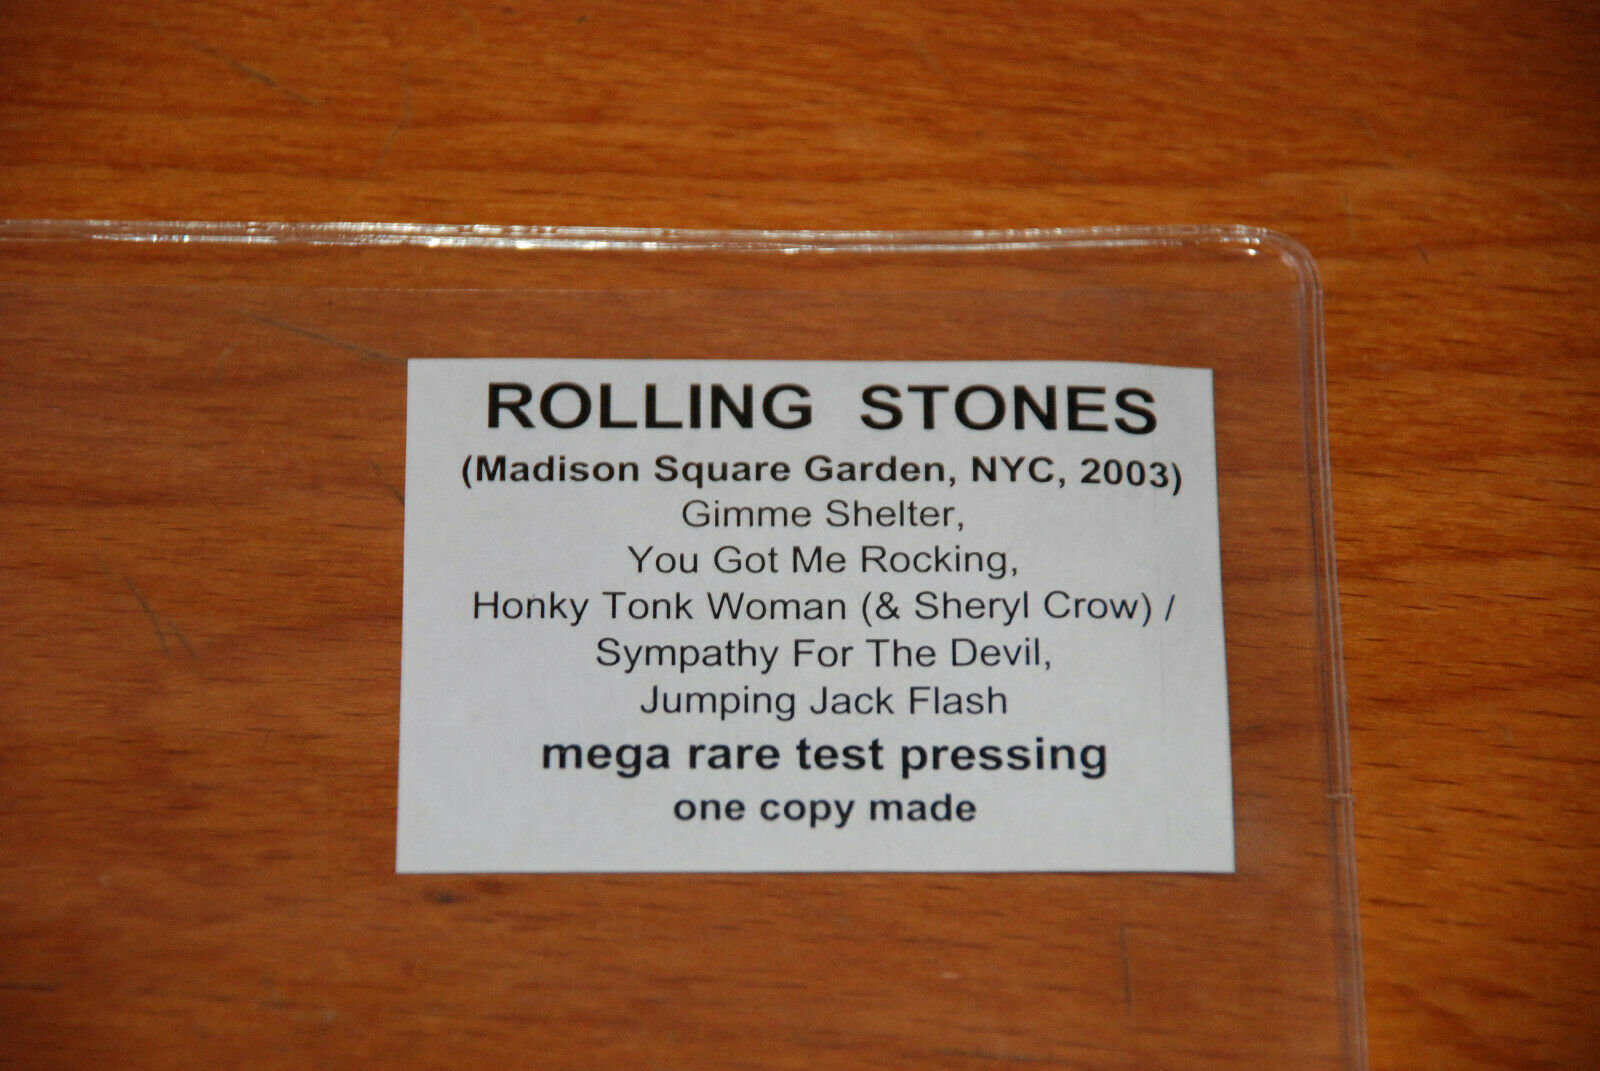 ROLLING STONES
(Madison Square Garden, NYC, 2003)
Gimme Shelter,
You Got Me Rocking,
Honky Tonk Woman (& Sheryl Crow) /
Sympathy For The Devil,
Jumping Jack Flash
mega rare test pressing
one copy made